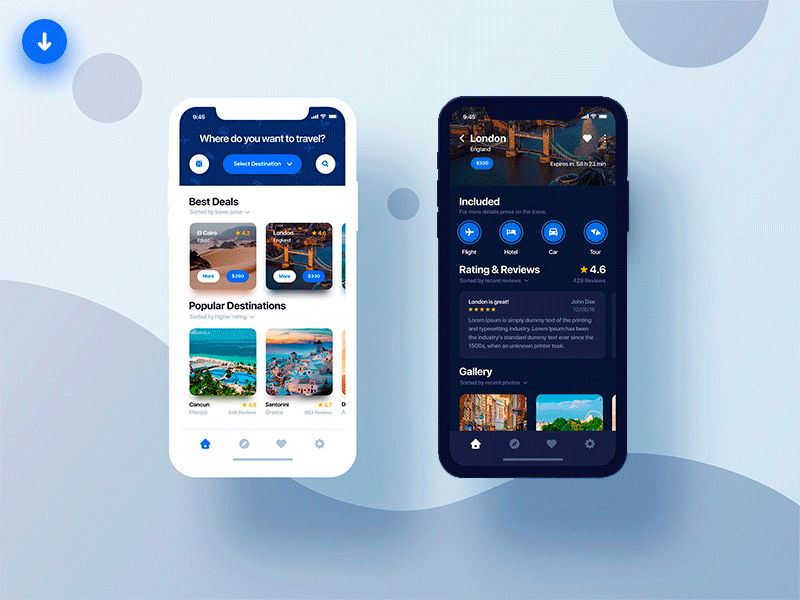 9:45
Where do you want to travel?
Select Destination
Best Deals
Sorted by lower price
El Cairo
4.3
Egypt
More
$260
London
4.6
England
More
$330
Popular Destinations
Sorted by higher rating
Cancun
4.8
Mexico
848 Reviews
Santorini
4.7
Greece
863 Reviews
D
A
9:45
London
England
$330
Expires in: 58 h 23 min
Included
For more details press on the icons.
Flight
Hotel
Car
Tour
Rating & Reviews
4.6
Sorted by recent reviews
429 Reviews
London is great!
John Doe
12/08/18
Lorem Ipsum is simply dummy text of the printing
and typesetting industry. Lorem Ipsum has been
the industry's standard dummy text ever since the
1500s, when an unknown printer took.
Gallery
Sorted by recent photos